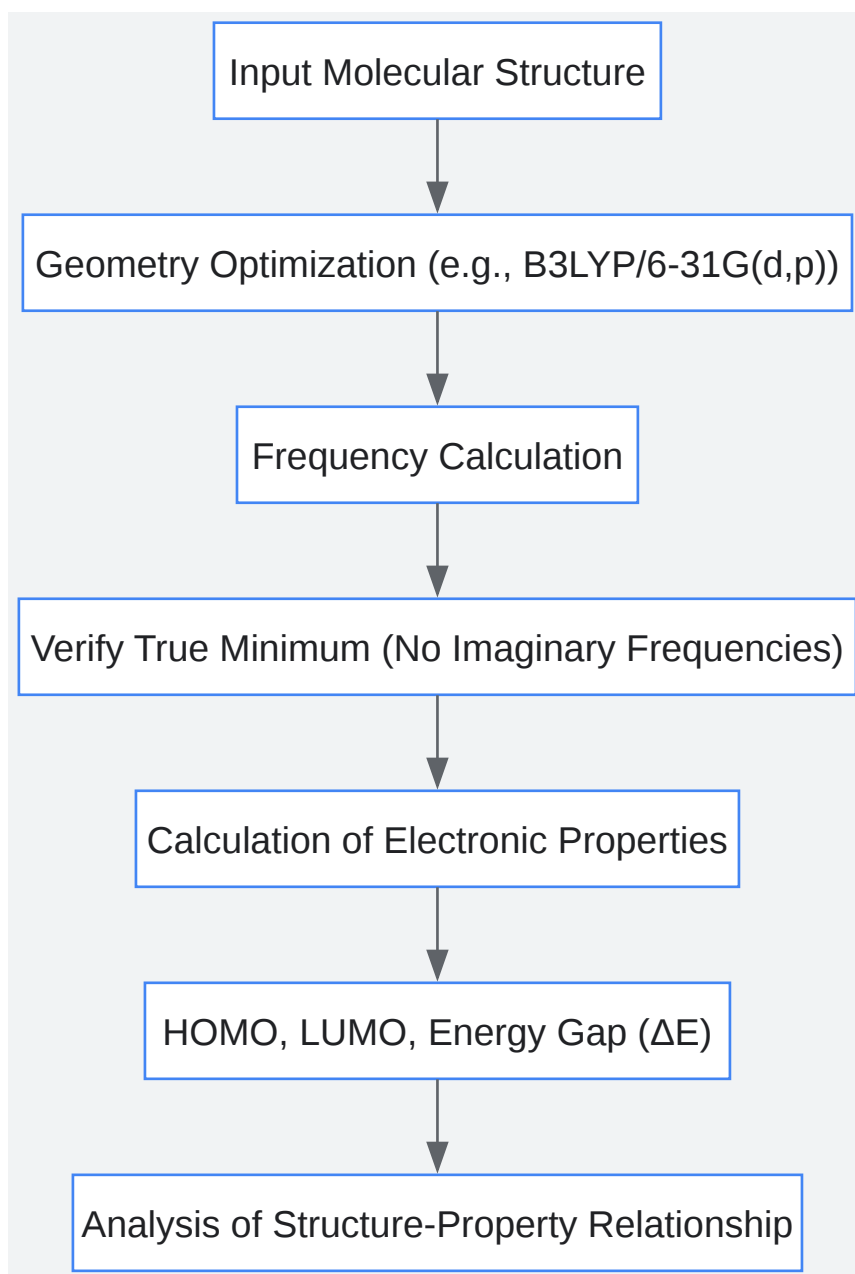 Input Molecular Structure
Geometry Optimization (e.g., B3LYP/6-31G(d,p))
Frequency Calculation
Verify True Minimum (No Imaginary Frequencies)
Calculation of Electronic Properties
HOMO, LUMO, Energy Gap (ΔE)
Analysis of Structure-Property Relationship